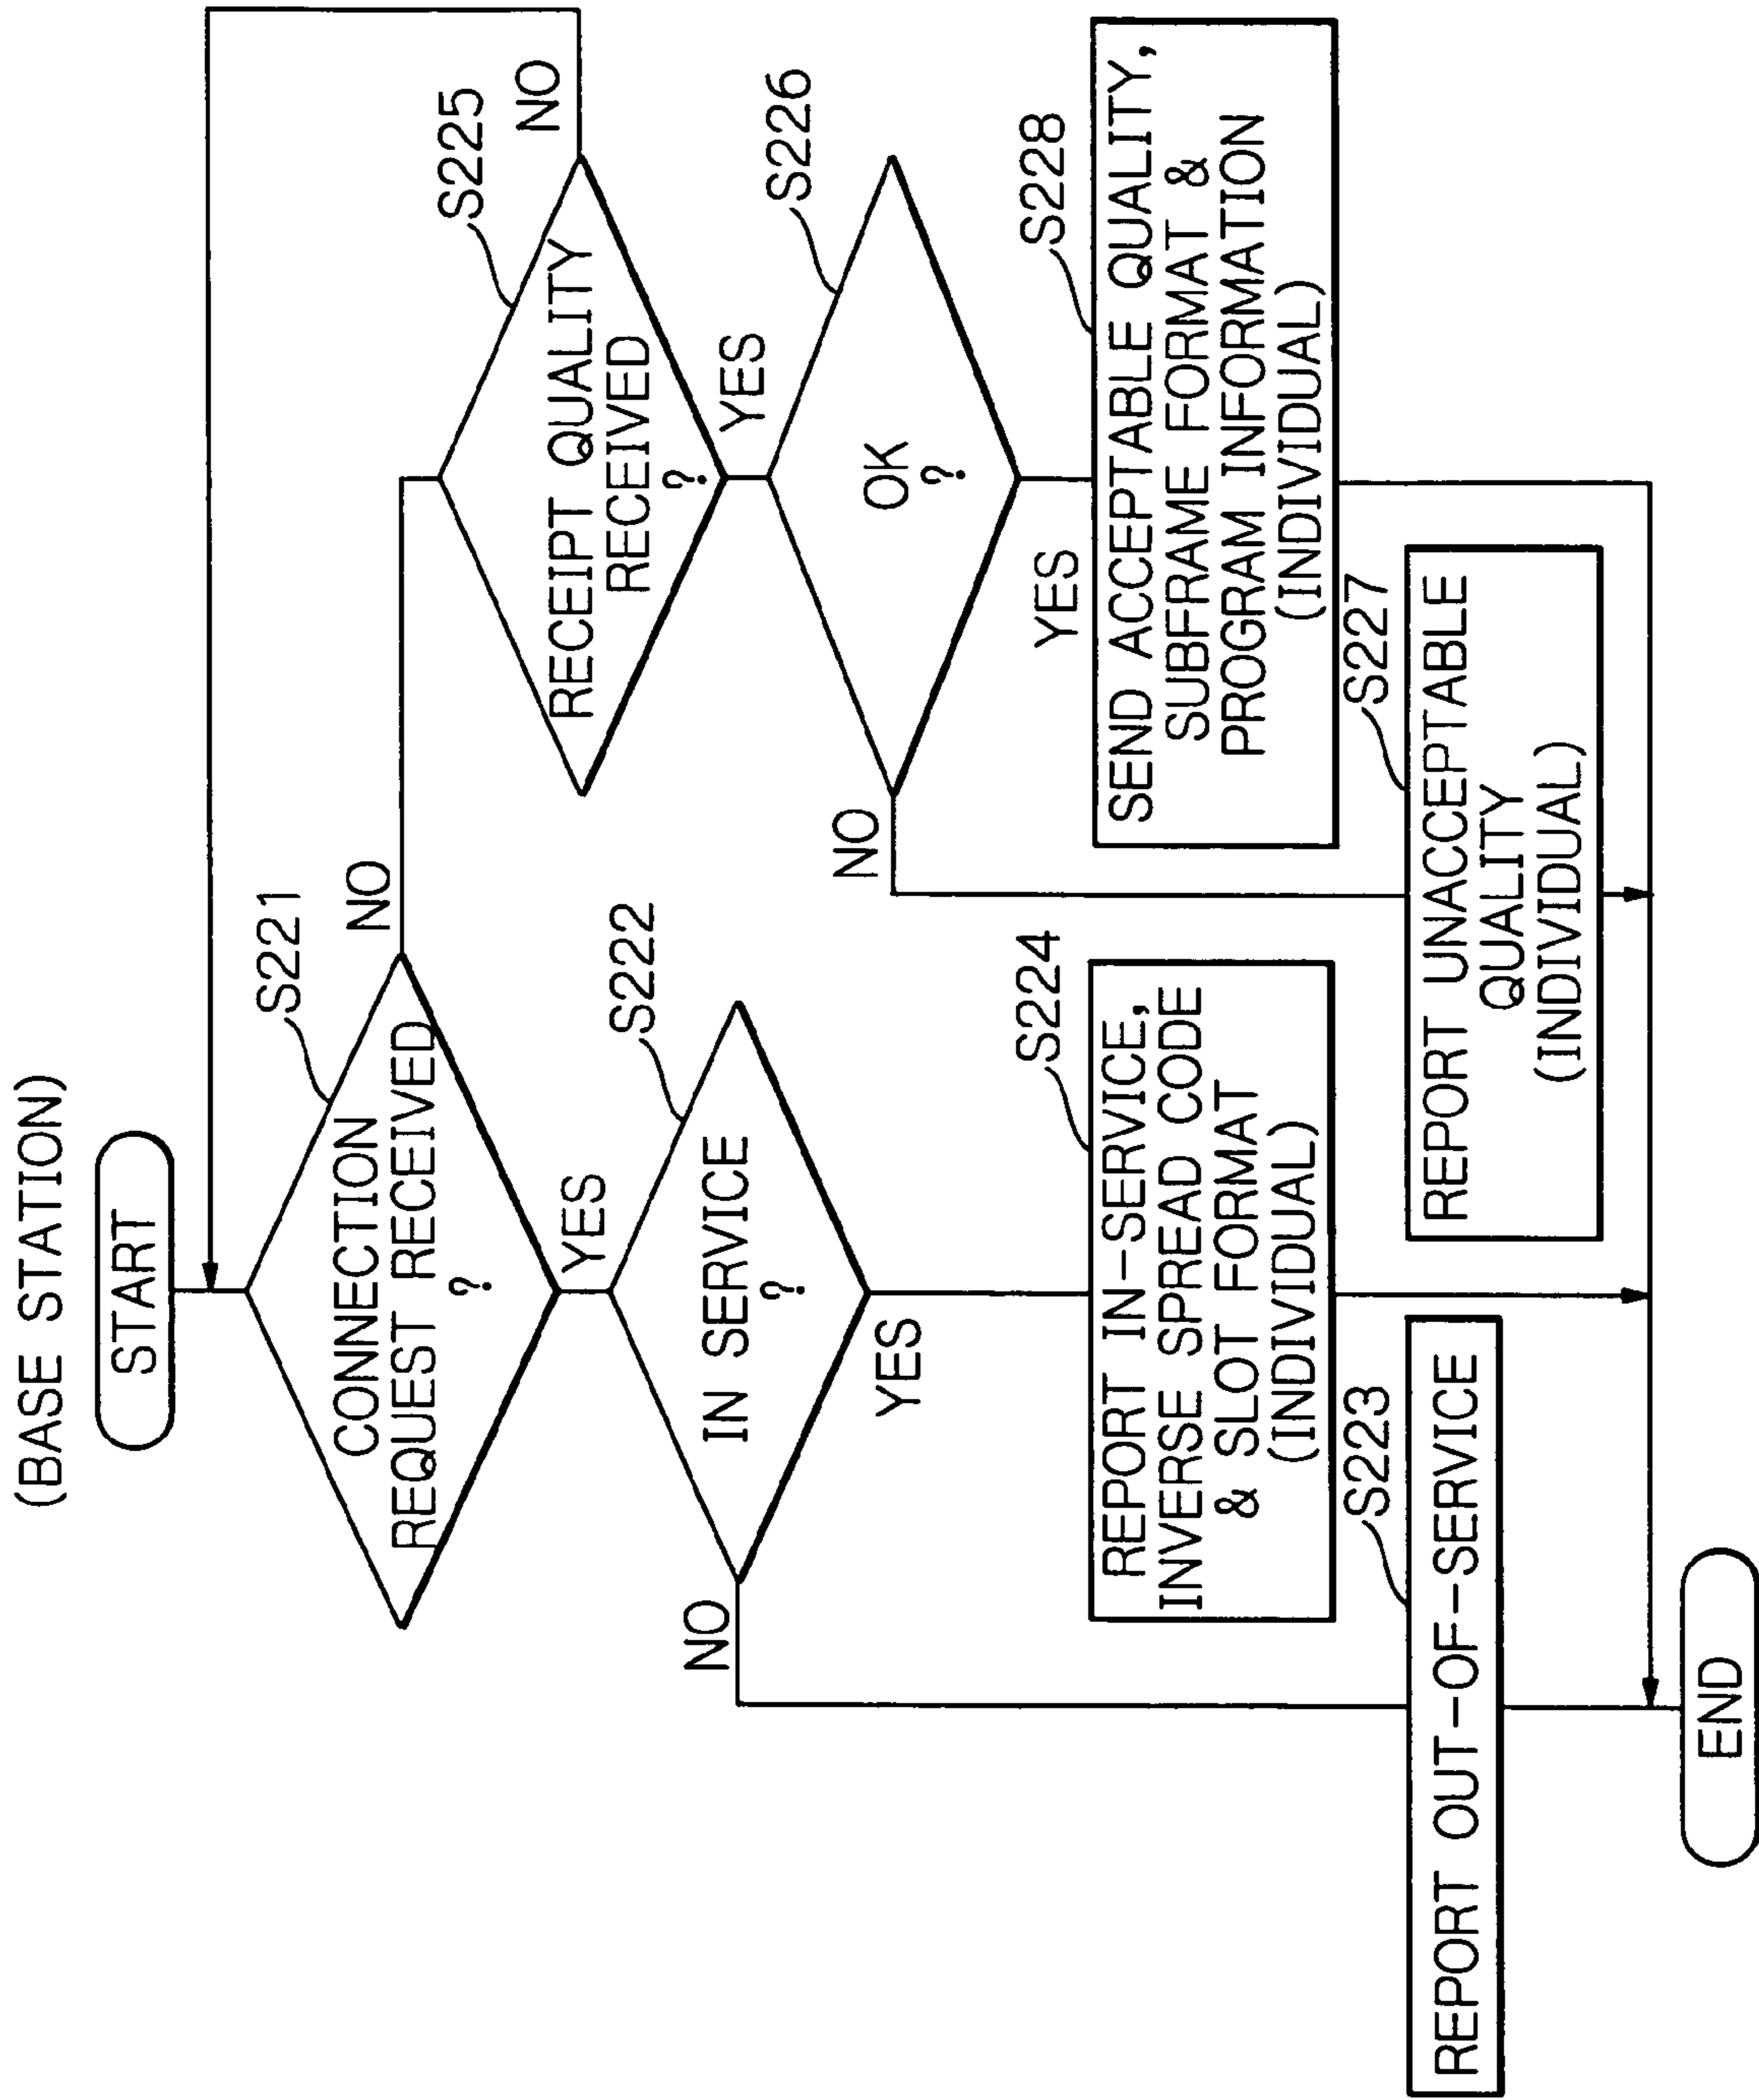 (BASE STATION)
START
S221
CONNECTION
REQUEST RECEIVED
?
NO
YES
S222
IN SERVICE
?
NO
YES
S223
REPORT OUT-OF-SERVICE
S224
REPORT IN-SERVICE,
INVERSE SPREAD CODE
& SLOT FORMAT
(INDIVIDUAL)
S225
RECEIPT QUALITY
RECEIVED
?
NO
YES
S226
OK
?
NO
YES
S227
REPORT UNACCEPTABLE
QUALITY
(INDIVIDUAL)
S228
SEND ACCEPTABLE QUALITY,
SUBFRAME FORMAT &
PROGRAM INFORMATION
(INDIVIDUAL)
END